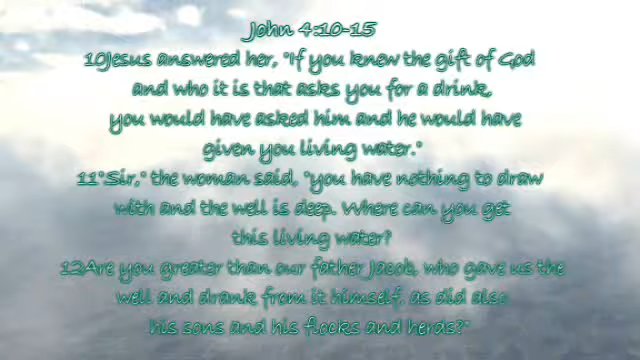 John 4:10-15
10Jesus answered her, "If you knew the gift of God
and who it is that asks you for a drink,
you would have asked him and he would have
given you living water."
11"Sir," the woman said, "you have nothing to draw
with and the well is deep. Where can you get
this living water?
12Are you greater than our father Jacob, who gave us the
well and drank from it himself, as did also
his sons and his flocks and herds?"